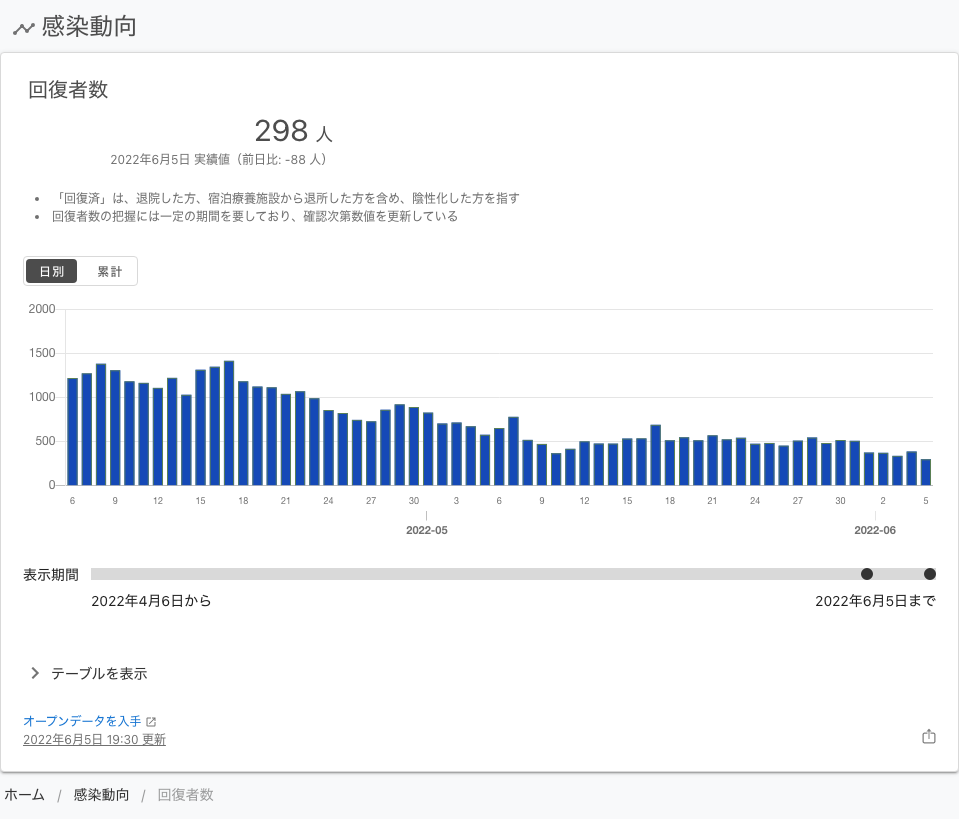 感染動向
回復者数
298 人
2022年6月5日 実績値（前日比: -88 人）
• 「回復済」は、退院した方、宿泊療養施設から退所した方を含め、陰性化した方を指す
• 回復者数の把握には一定の期間を要しており、確認次第数値を更新している
日別 累計
2000
1500
1000
500
0
6 9 12 15 18 21 24 27 30 3 6 9 12 15 18 21 24 27 30 2 5
2022-05 2022-06
表示期間
2022年4月6日から 2022年6月5日まで
テーブルを表示
オープンデータを入手
2022年6月5日 19:30 更新
ホーム / 感染動向 / 回復者数